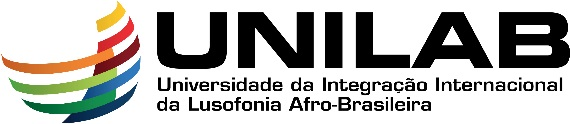 UNILAB
Universidade da Integração Internacional
da Lusofonia Afro-Brasileira